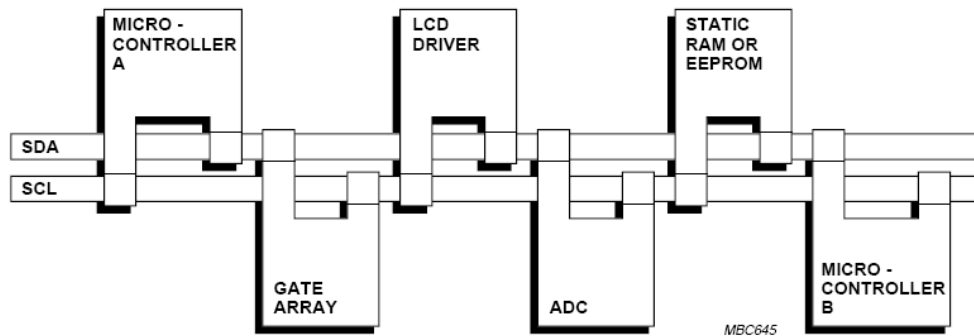 MICRO -
CONTROLLER
A
LCD
DRIVER
STATIC
RAM OR
EEPROM
SDA
SCL
GATE
ARRAY
ADC
MICRO -
CONTROLLER
B
MBC645